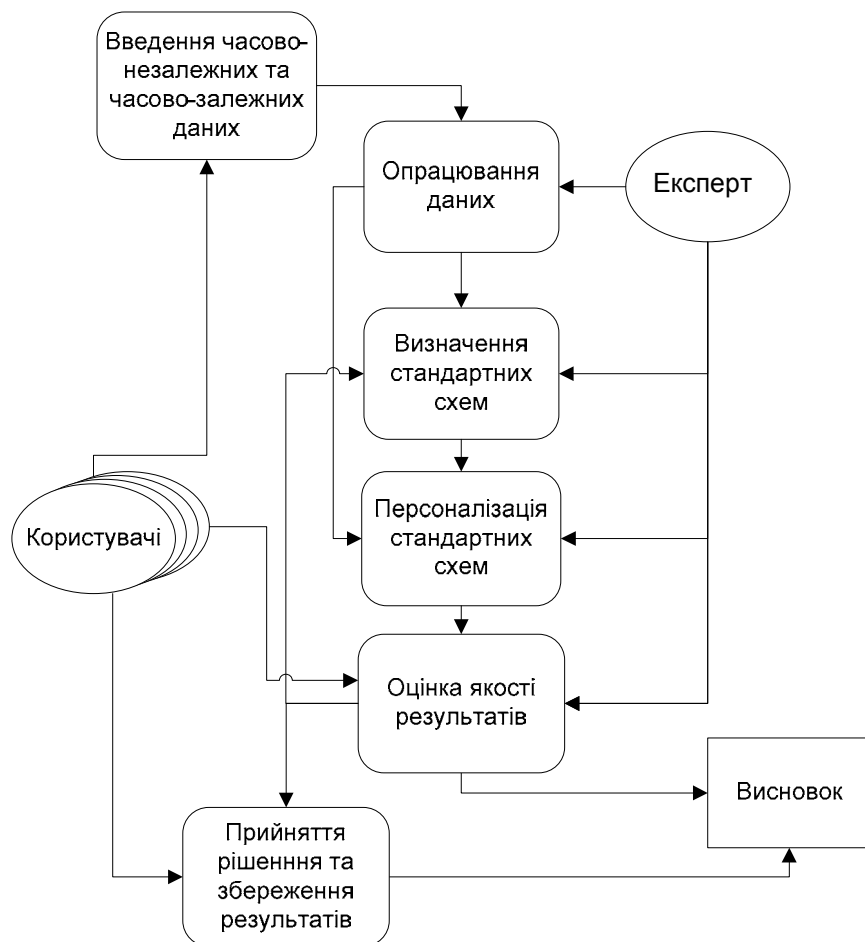 Введення часово-
незалежних та
часово-залежних
даних
Опрацювання
даних
Експерт
Визначення
стандартних
схем
Користувачі
Персоналізація
стандартних
схем
Оцінка якості
результатів
Висновок
Прийняття
рішенння та
збереження
результатів